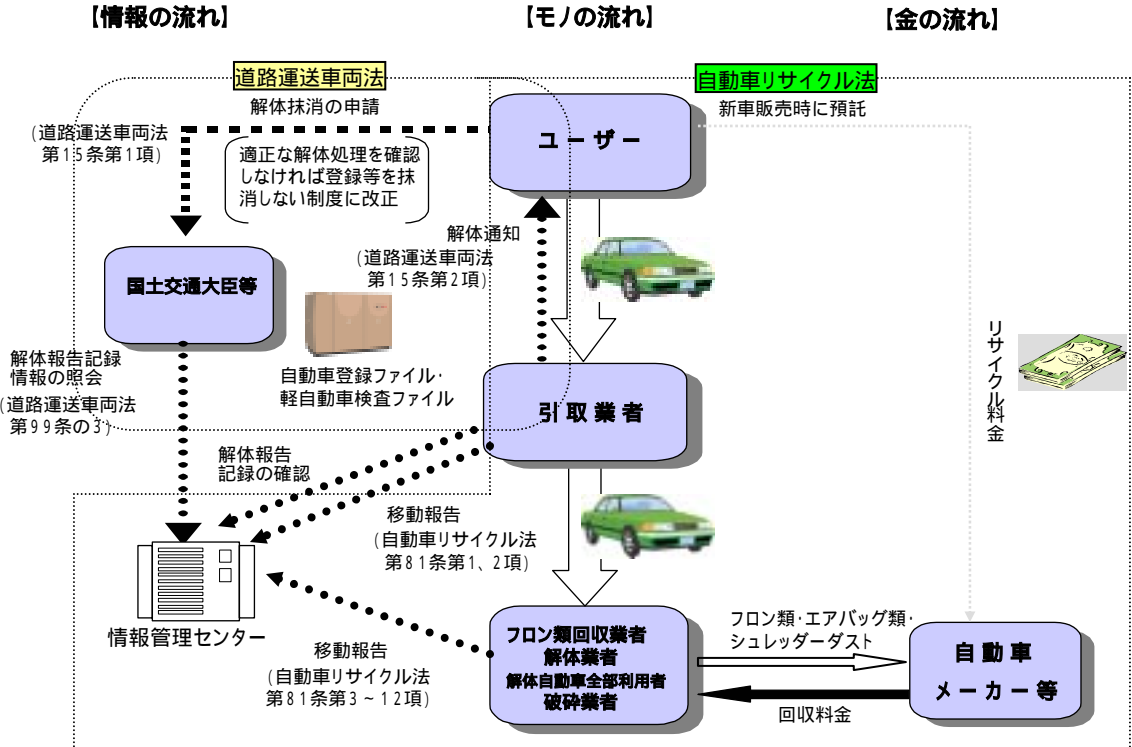 【情報の流れ】
【モノの流れ】
【金の流れ】
道路運送車両法
自動車リサイクル法
解体抹消の申請
新車販売時に預託
(道路運送車両法
第15条第1項)
ユーザー
適正な解体処理を確認
しなければ登録等を抹
消しない制度に改正
解体通知
(道路運送車両法
第15条第2項)
国土交通大臣等
自動車登録ファイル・
軽自動車検査ファイル
解体報告記録
情報の照会
(道路運送車両法
第99条の3)
引取業者
リサイクル料金
解体報告
記録の確認
移動報告
(自動車リサイクル法
第81条第1、2項)
情報管理センター
移動報告
(自動車リサイクル法
第81条第3~12項)
フロン類回収業者
解体業者
解体自動車全部利用者
破砕業者
フロン類・エアバッグ類・
シュレッダーダスト
回収料金
自動車
メーカー等